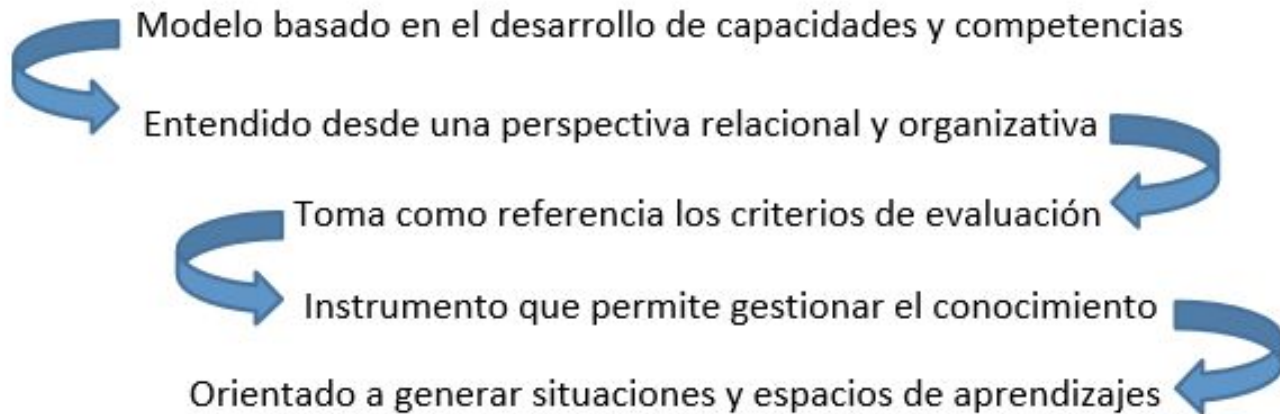 Modelo basado en el desarrollo de capacidades y competencias
Entendido desde una perspectiva relacional y organizativa
Toma como referencia los criterios de evaluación
Instrumento que permite gestionar el conocimiento
Orientado a generar situaciones y espacios de aprendizajes